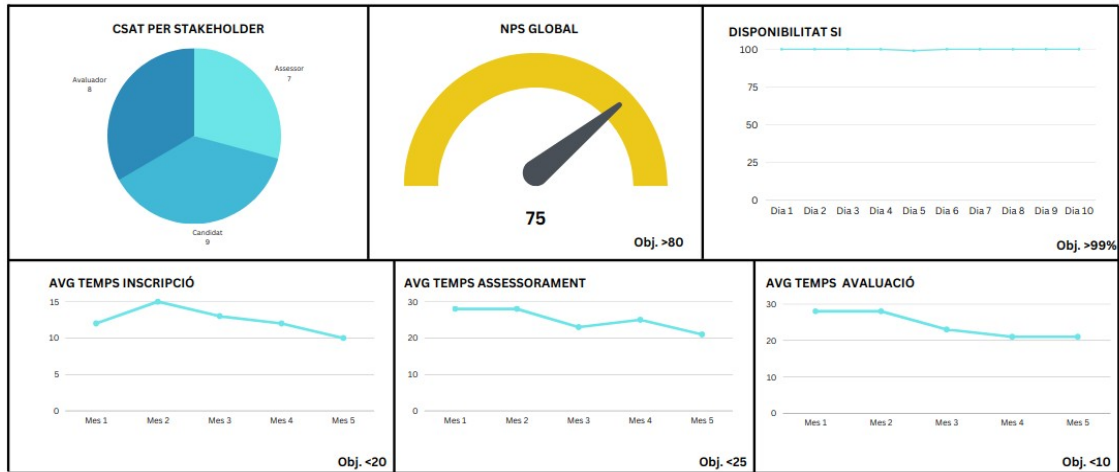 CSAT PER STAKEHOLDER
Avaluador
8
Assessor
7
Candidat
9
NPS GLOBAL
75
Obj. >80
DISPONIBILITAT SI
100
75
50
25
0
Dia 1 Dia 2 Dia 3 Dia 4 Dia 5 Dia 6 Dia 7 Dia 8 Dia 9 Dia 10
Obj. >99%
AVG TEMPS INSCRIPCIÓ
15
10
5
0
Mes 1 Mes 2 Mes 3 Mes 4 Mes 5
Obj. <20
AVG TEMPS ASSESSORAMENT
30
20
10
0
Mes 1 Mes 2 Mes 3 Mes 4 Mes 5
Obj. <25
AVG TEMPS AVALUACIÓ
30
20
10
0
Mes 1 Mes 2 Mes 3 Mes 4 Mes 5
Obj. <10